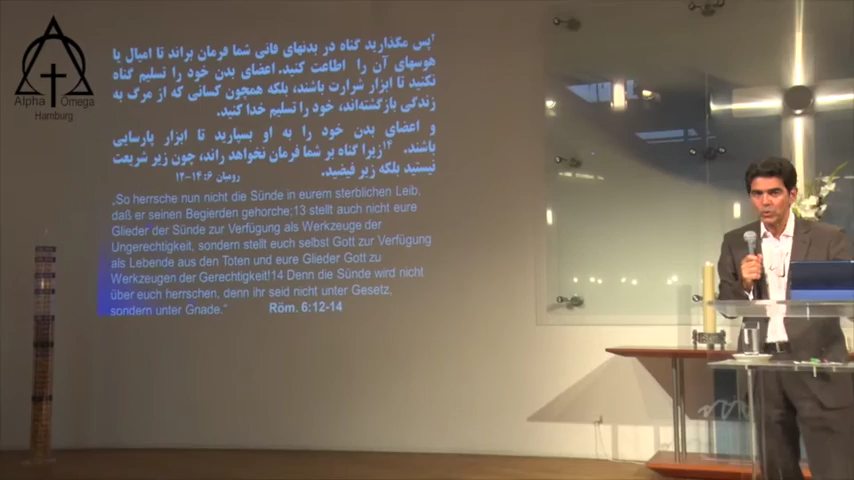 Alpha Omega
Hamburg
۲پس مگذارید گناه در بدنهای فانی شما فرمان براند تا امیال یا
هوسهای آن را اطاعت کنید. اعضای بدن خود را تسلیم گناه
نکنید تا ابزار شرارت باشند، بلکه همچون کسانی که از مرگ به
زندگی بازگشته‌اند، خود را تسلیم خدا کنید.
و اعضای بدن خود را به او بسپارید تا ابزار پارسایی
باشند. ۱۴زیرا گناه بر شما فرمان نخواهد راند، چون زیر شریعت
نیستید بلکه زیر فیضید. رومیان ۶: ۱۴-۱۲
„So herrsche nun nicht die Sünde in eurem sterblichen Leib,
daß er seinen Begierden gehorche;13 stellt auch nicht eure
Glieder der Sünde zur Verfügung als Werkzeuge der
Ungerechtigkeit, sondern stellt euch selbst Gott zur Verfügung
als Lebende aus den Toten und eure Glieder Gott zu
Werkzeugen der Gerechtigkeit!14 Denn die Sünde wird nicht
über euch herrschen, denn ihr seid nicht unter Gesetz,
sondern unter Gnade." Röm. 6:12-14